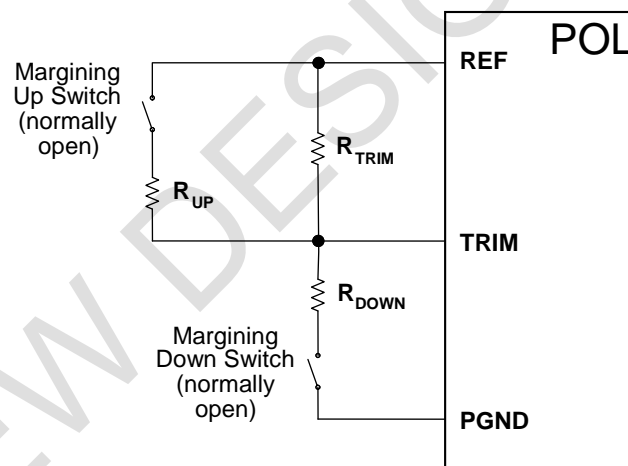 POL
REF
Margining
Up Switch
(normally
open)
RTRIM
RUP
TRIM
RDOWN
Margining
Down Switch
(normally
open)
PGND